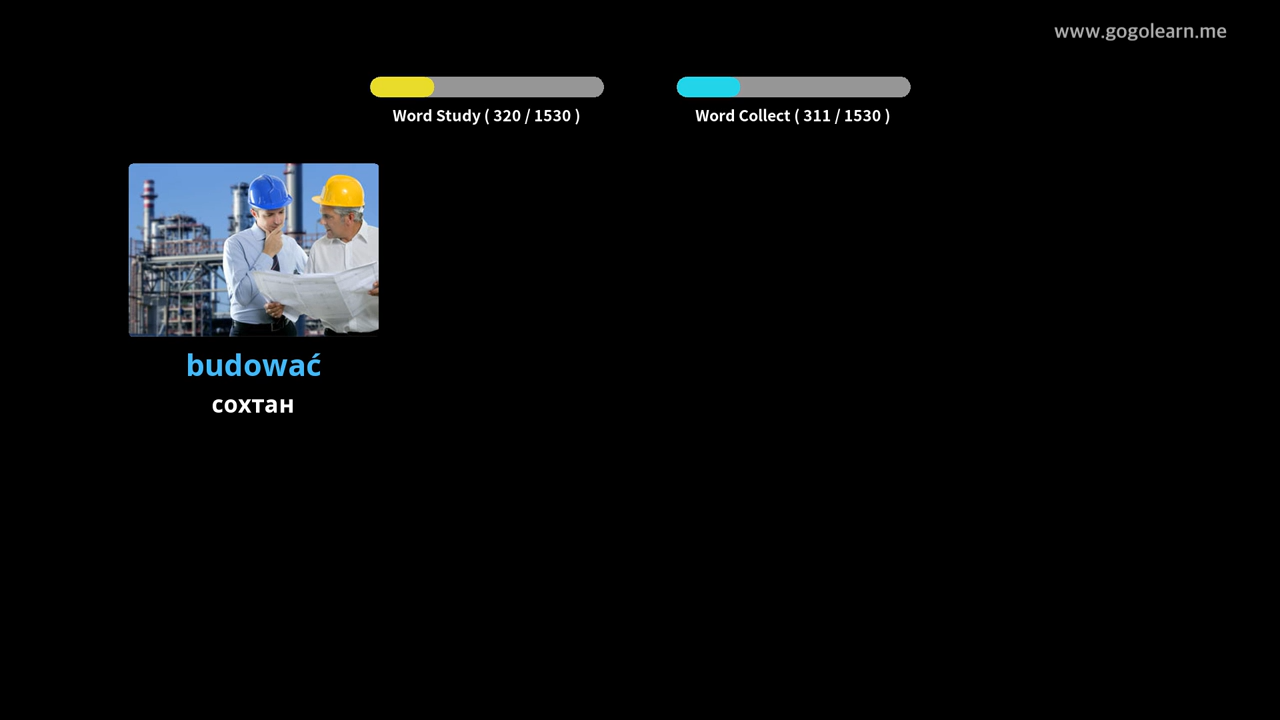 www.gogolearn.me
Word Study ( 320 / 1530 )
Word Collect ( 311 / 1530 )
budować
сохтан